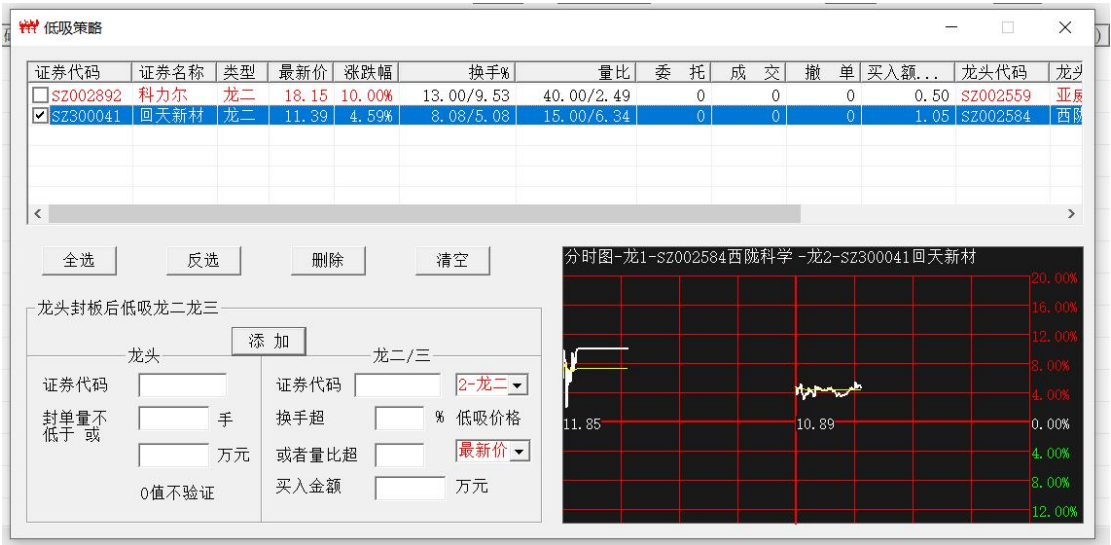 低吸策略
证券代码 证券名称 类型 最新价 涨跌幅 换手% 量比 委 托 成 交 撤 单 买入额... 龙头代码 龙头
SZ002892 科力尔 龙二 18.15 10.00% 13.00/9.53 40.00/2.49 0 0 0 0.50 SZ002559 亚威
SZ300041 回天新材 龙二 11.39 4.59% 8.08/5.08 15.00/6.34 0 0 0 1.05 SZ002584 西陇
全选 反选 删除 清空
分时图-龙1-SZ002584西陇科学 -龙2-SZ300041回天新材
20.00%
16.00%
12.00%
8.00%
4.00%
0.00%
4.00%
8.00%
12.00%
11.85
10.89
龙头封板后低吸龙二龙三
添 加
龙头
证券代码
封单量不
低于 或
手
万元
0值不验证
龙二/三
证券代码 2-龙二
换手超 % 低吸价格
或者量比超 最新价
买入金额 万元